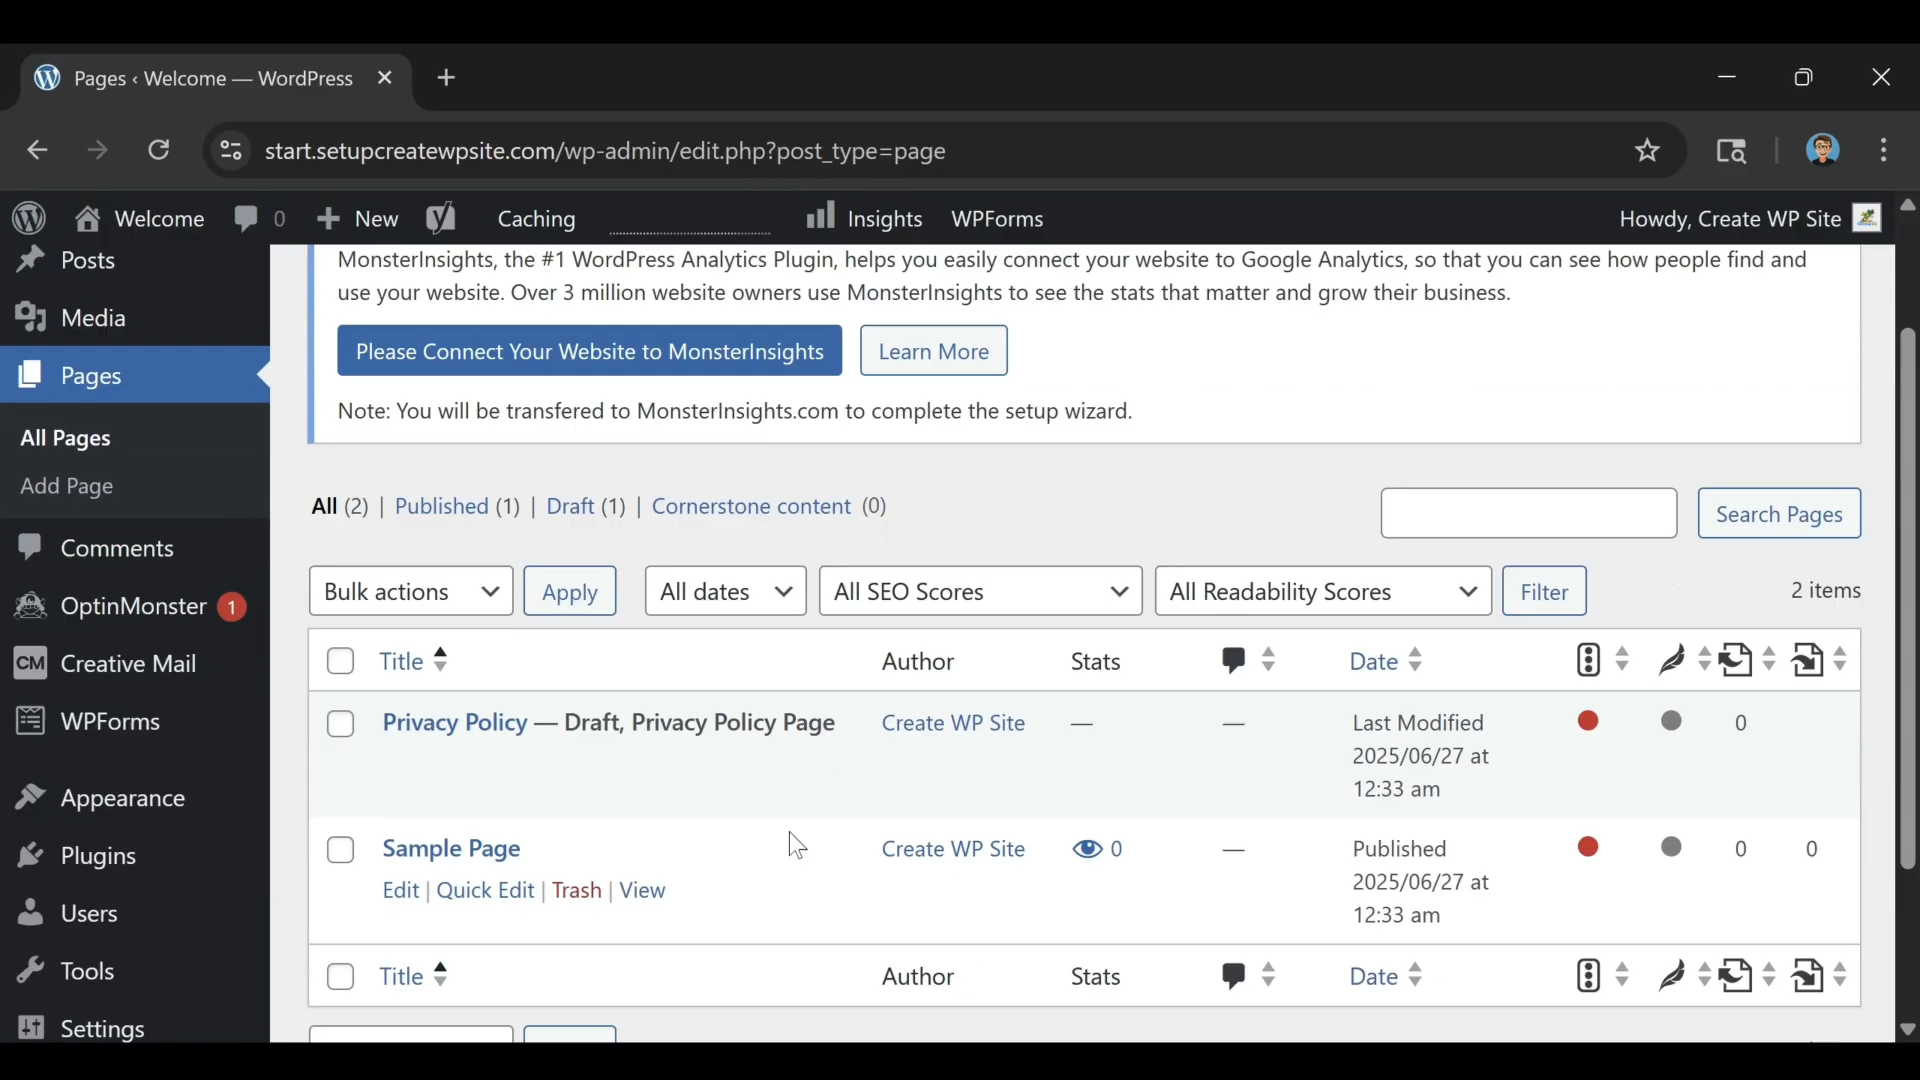 Pages ‹ Welcome — WordPress
start.setupcreatewpsite.com/wp-admin/edit.php?post_type=page
Welcome 0 New Caching Insights WPForms Howdy, Create WP Site
Posts
Media
Pages
All Pages
Add Page
Comments
OptinMonster 1
CM Creative Mail
WPForms
Appearance
Plugins
Users
Tools
Settings
MonsterInsights, the #1 WordPress Analytics Plugin, helps you easily connect your website to Google Analytics, so that you can see how people find and
use your website. Over 3 million website owners use MonsterInsights to see the stats that matter and grow their business.
Please Connect Your Website to MonsterInsights Learn More
Note: You will be transfered to MonsterInsights.com to complete the setup wizard.
All (2) | Published (1) | Draft (1) | Cornerstone content (0)
Search Pages
Bulk actions Apply All dates All SEO Scores All Readability Scores Filter 2 items
Title Author Stats Date
Privacy Policy — Draft, Privacy Policy Page Create WP Site — — Last Modified 0
2025/06/27 at
12:33 am
Sample Page Create WP Site 0 — Published 0 0
Edit | Quick Edit | Trash | View 2025/06/27 at
12:33 am
Title Author Stats Date